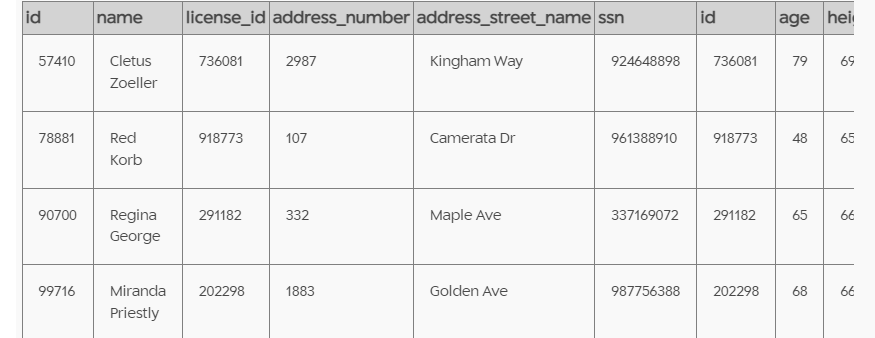 id name license_id address_number address_street_name ssn id age hei
57410 Cletus Zoeller 736081 2987 Kingham Way 924648898 736081 79 69
78881 Red Korb 918773 107 Camerata Dr 961388910 918773 48 65
90700 Regina George 291182 332 Maple Ave 337169072 291182 65 66
99716 Miranda Priestly 202298 1883 Golden Ave 987756388 202298 68 66